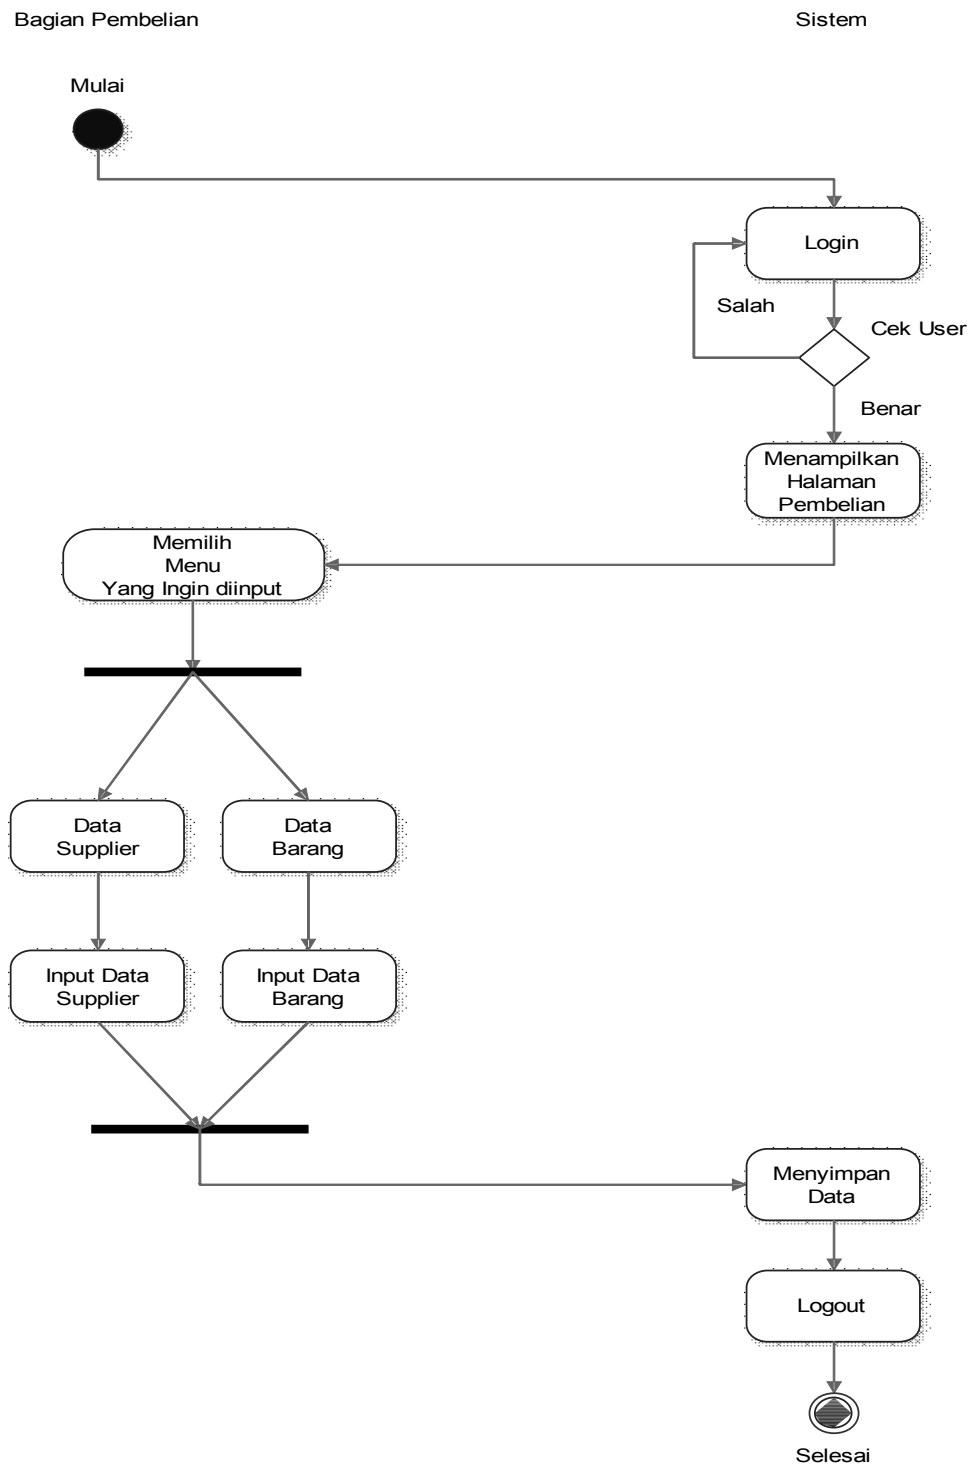 Bagian Pembelian
Sistem
Mulai
Login
Salah
Cek User
Benar
Menampilkan
Halaman
Pembelian
Memilih
Menu
Yang Ingin diinput
Data
Supplier
Data
Barang
Input Data
Supplier
Input Data
Barang
Menyimpan
Data
Logout
Selesai